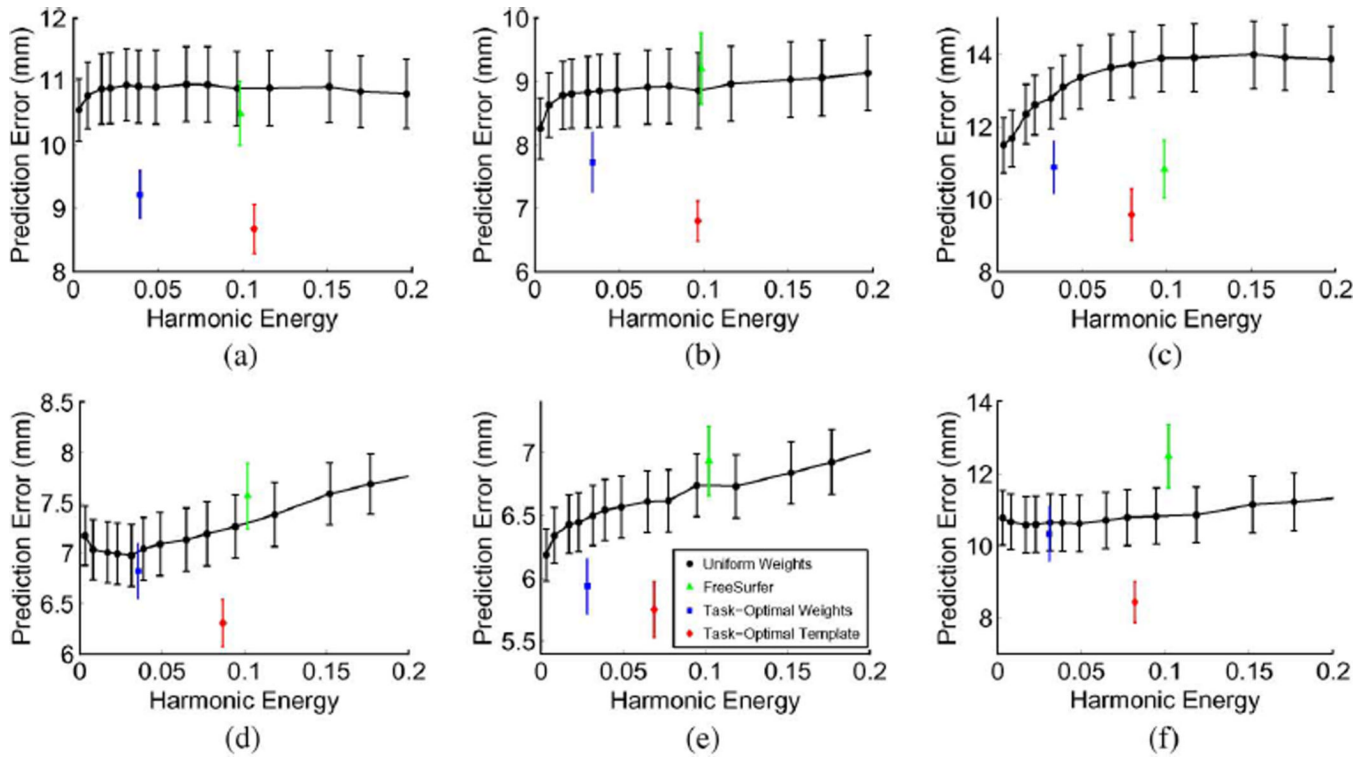 Prediction Error (mm)
12
11
10
9
8
0 0.05 0.1 0.15 0.2
Harmonic Energy
(a)
Prediction Error (mm)
10
9
8
7
6
0 0.05 0.1 0.15 0.2
Harmonic Energy
(b)
Prediction Error (mm)
14
12
10
8
0 0.05 0.1 0.15 0.2
Harmonic Energy
(c)
Prediction Error (mm)
8
7.5
7
6.5
6
0 0.05 0.1 0.15 0.2
Harmonic Energy
(d)
Prediction Error (mm)
7
6.5
6
5.5
0 0.05 0.1 0.15 0.2
Harmonic Energy
Uniform Weights
FreeSurfer
Task-Optimal Weights
Task-Optimal Template
(e)
Prediction Error (mm)
14
12
10
8
0 0.05 0.1 0.15 0.2
Harmonic Energy
(f)